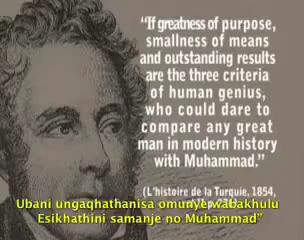 “If greatness of purpose,
smallness of means
and outstanding results
are the three criteria
of human genius,
who could dare to
compare any great
man in modern history
with Muhammad.”
(L'histoire de la Turquie, 1854,
Ubani ungaqhathanisa omunye wabakhulu
Esikhathini samanje no Muhammad”